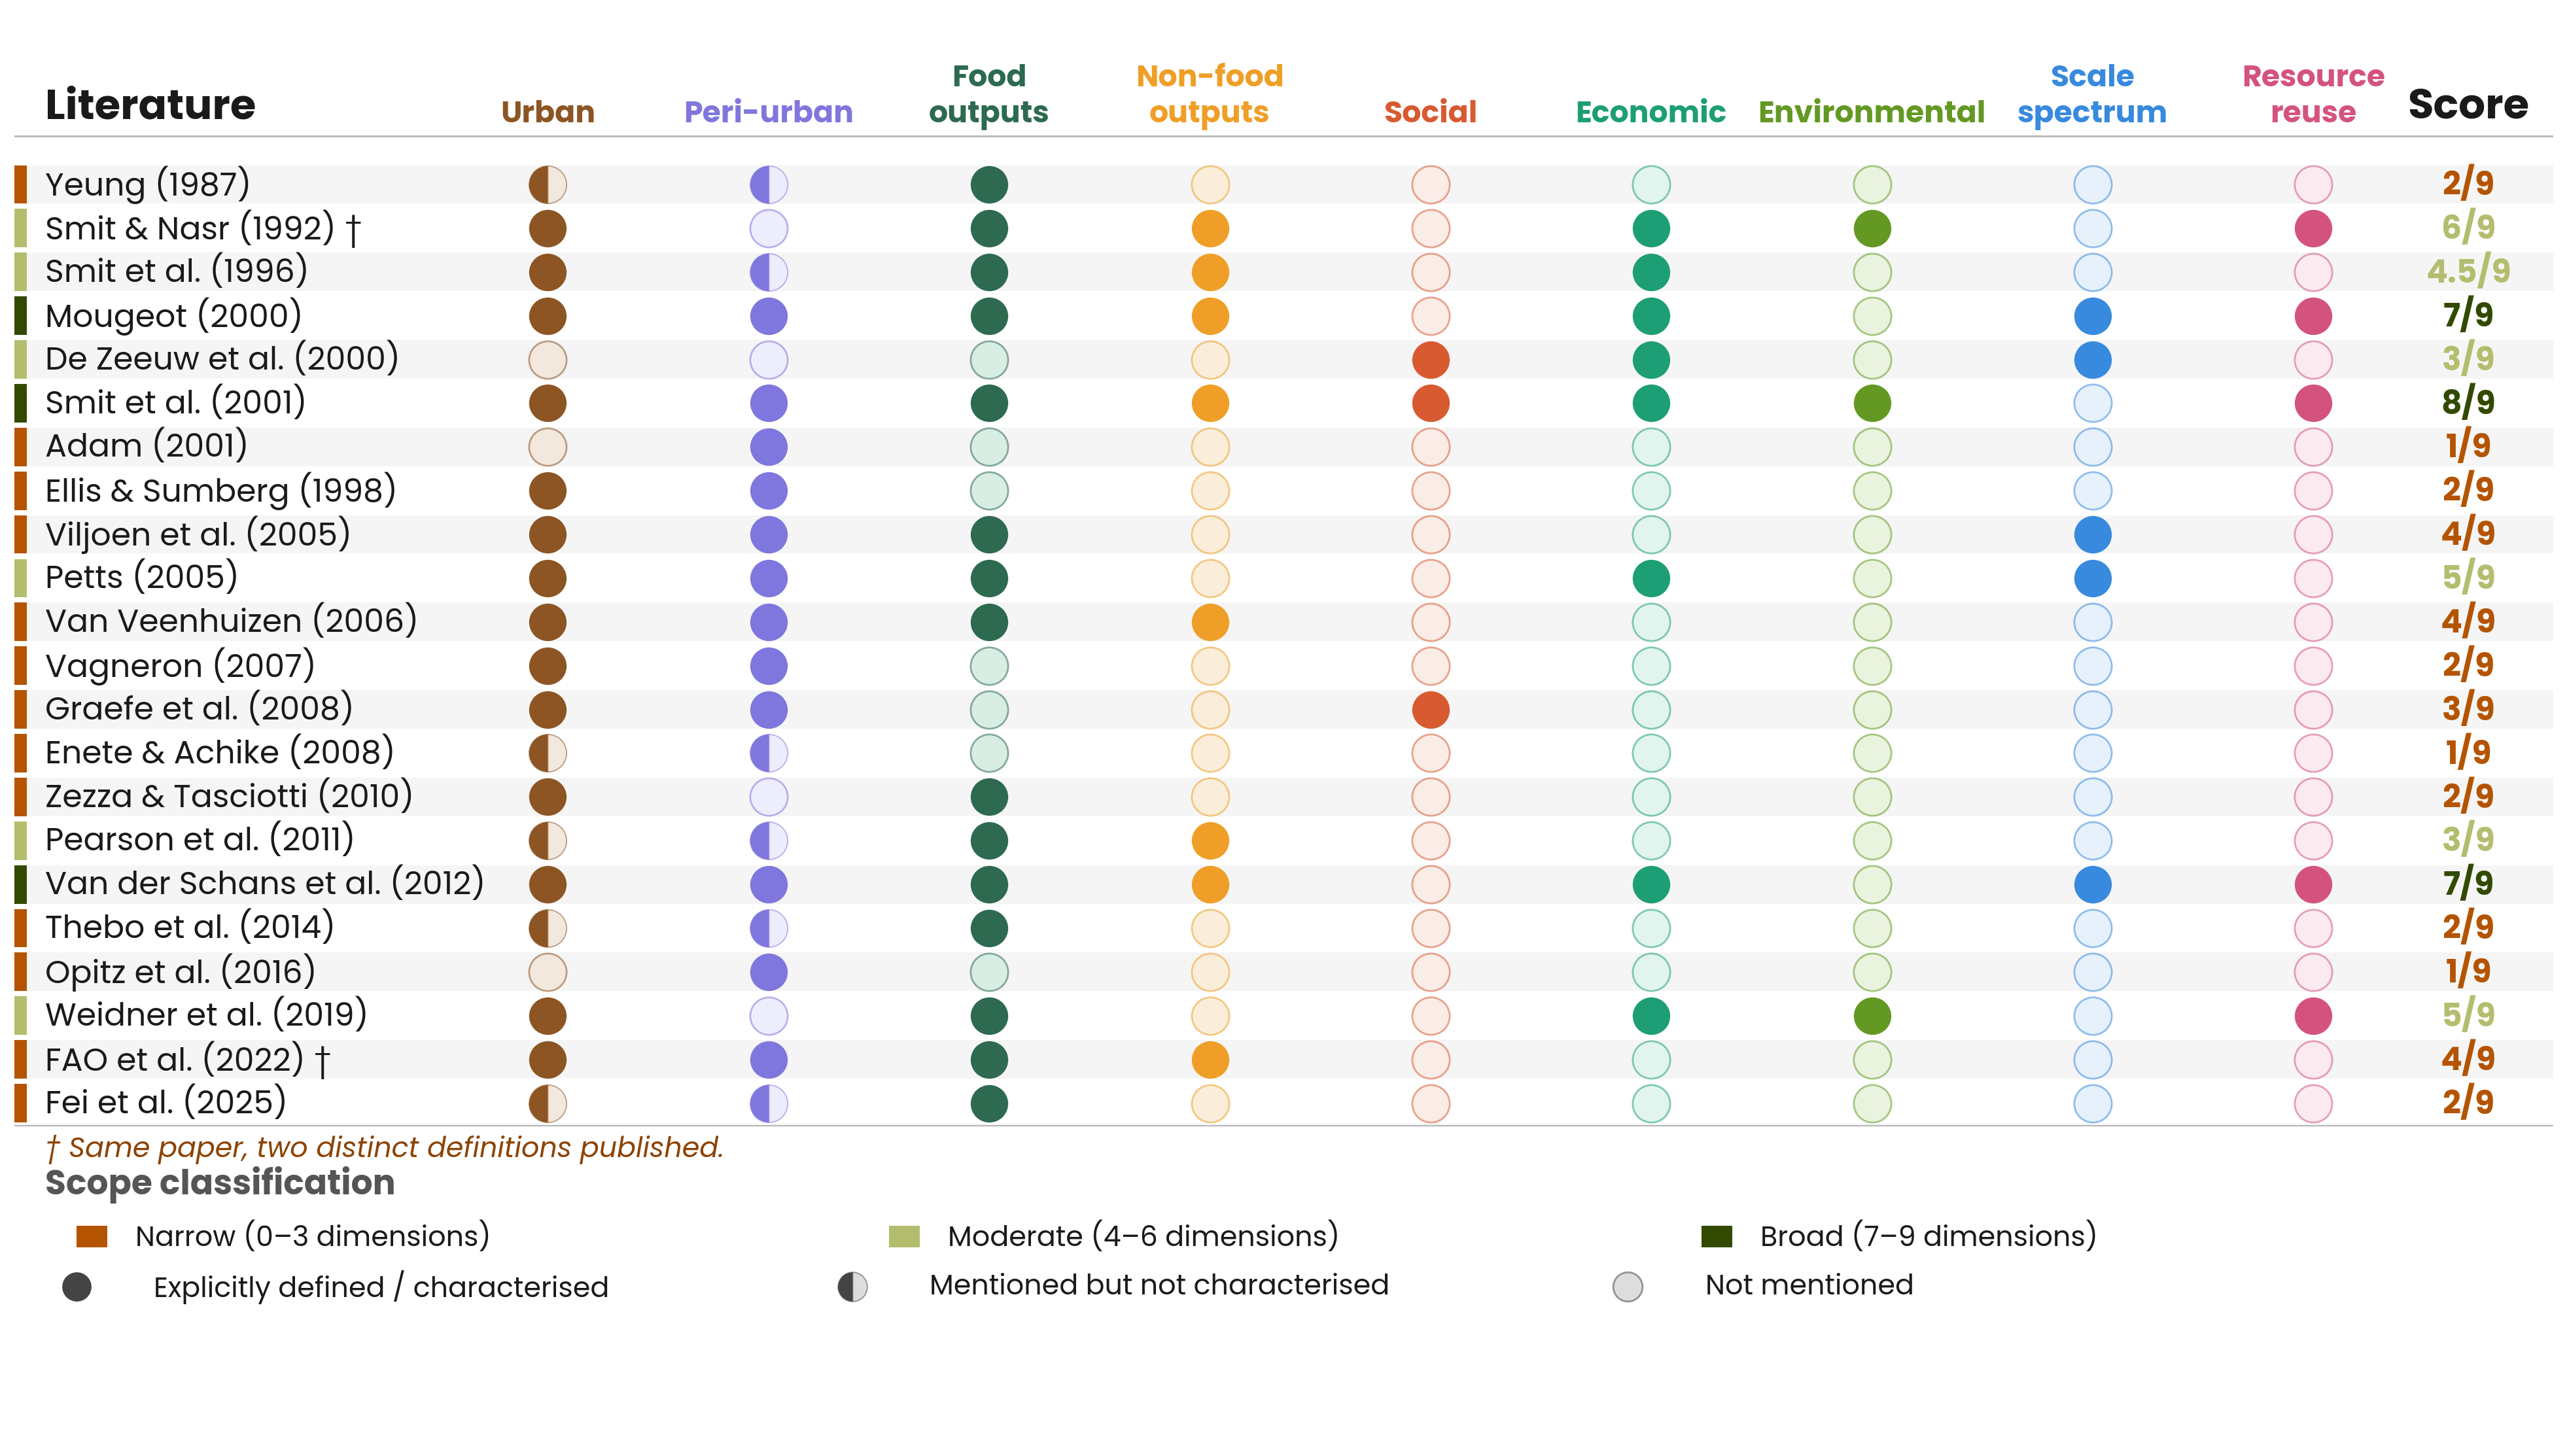 Literature Urban Peri-urban Food outputs Non-food outputs Social Economic Environmental Scale spectrum Resource reuse Score
Yeung (1987) 2/9
Smit & Nasr (1992) † 6/9
Smit et al. (1996) 4.5/9
Mougeot (2000) 7/9
De Zeeuw et al. (2000) 3/9
Smit et al. (2001) 8/9
Adam (2001) 1/9
Ellis & Sumberg (1998) 2/9
Viljoen et al. (2005) 4/9
Petts (2005) 5/9
Van Veenhuizen (2006) 4/9
Vagneron (2007) 2/9
Graefe et al. (2008) 3/9
Enete & Achike (2008) 1/9
Zezza & Tasciotti (2010) 2/9
Pearson et al. (2011) 3/9
Van der Schans et al. (2012) 7/9
Thebo et al. (2014) 2/9
Opitz et al. (2016) 1/9
Weidner et al. (2019) 5/9
FAO et al. (2022) † 4/9
Fei et al. (2025) 2/9
† Same paper, two distinct definitions published.
Scope classification
Narrow (0–3 dimensions) Moderate (4–6 dimensions) Broad (7–9 dimensions)
Explicitly defined / characterised Mentioned but not characterised Not mentioned